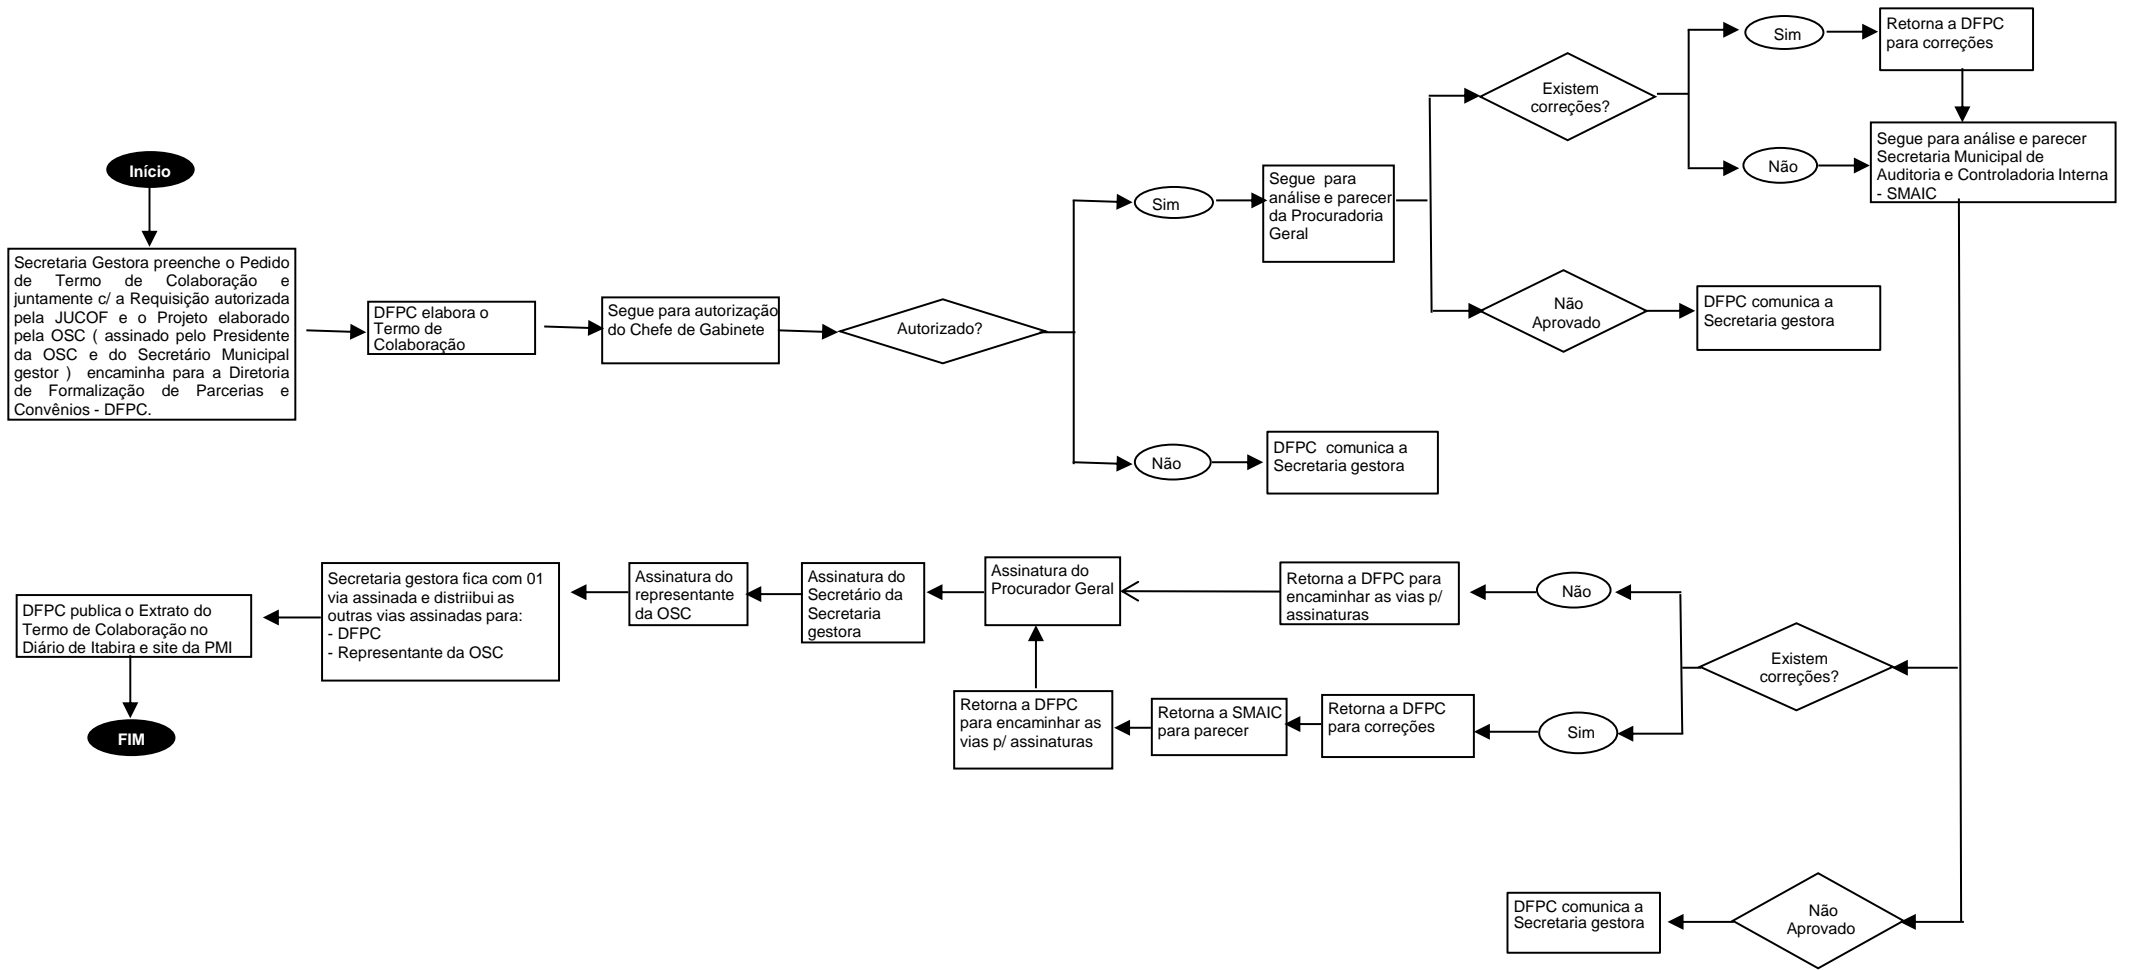 Início
Secretaria Gestora preenche o Pedido
de Termo de Colaboração e
juntamente c/ a Requisição autorizada
pela JUCOF e o Projeto elaborado
pela OSC ( assinado pelo Presidente
da OSC e do Secretário Municipal
gestor ) encaminha para a Diretoria
de Formalização de Parcerias e
Convênios - DFPC.
DFPC elabora o
Termo de
Colaboração
Segue para autorização
do Chefe de Gabinete
Autorizado?
Sim
Segue para
análise e parecer
da Procuradoria
Geral
Não
DFPC comunica a
Secretaria gestora
Existem
correções?
Sim
Retorna a DFPC
para correções
Não
Segue para análise e parecer
Secretaria Municipal de
Auditoria e Controladoria Interna
- SMAIC
Não
Aprovado
DFPC comunica a
Secretaria gestora
Existem
correções?
Não
Retorna a DFPC para
encaminhar as vias p/
assinaturas
Sim
Retorna a DFPC
para correções
Retorna a SMAIC
para parecer
Retorna a DFPC
para encaminhar as
vias p/ assinaturas
Assinatura do
Procurador Geral
Assinatura do
Secretário da
Secretaria
gestora
Assinatura do
representante
da OSC
Secretaria gestora fica com 01
via assinada e distriibui as
outras vias assinadas para:
- DFPC
- Representante da OSC
DFPC publica o Extrato do
Termo de Colaboração no
Diário de Itabira e site da PMI
FIM
Não
Aprovado
DFPC comunica a
Secretaria gestora